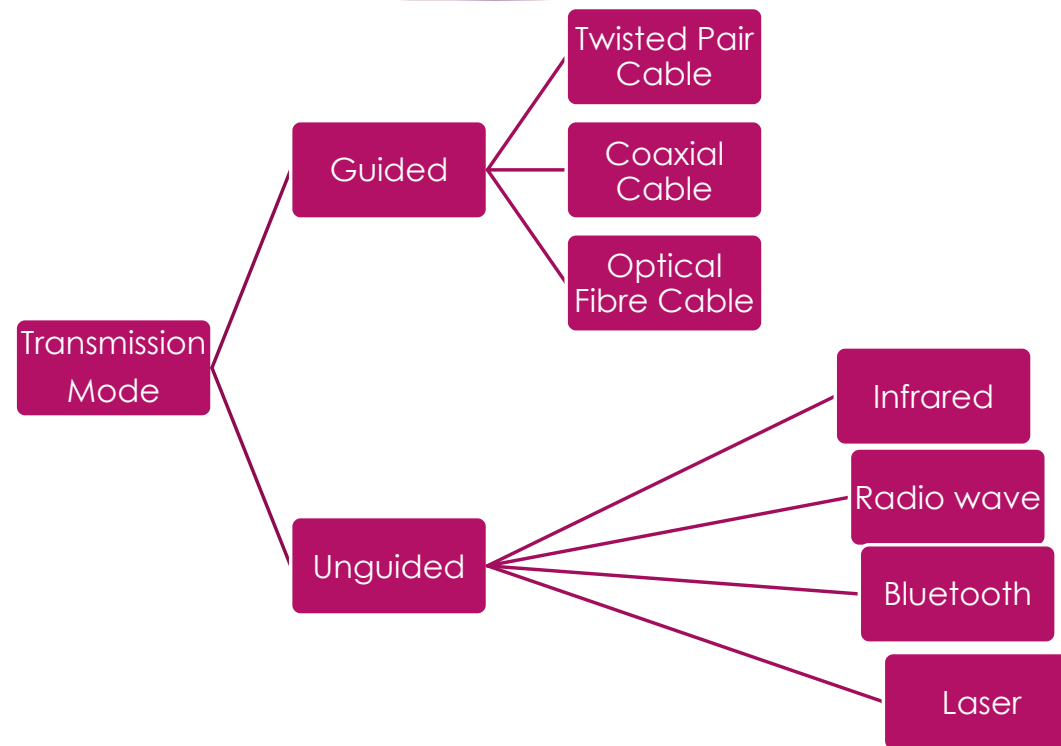 Twisted Pair
Cable
Guided
Coaxial
Cable
Optical
Fibre Cable
Transmission
Mode
Infrared
Radio wave
Unguided
Bluetooth
Laser